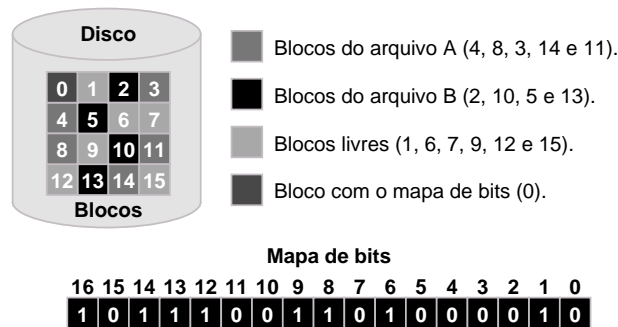 Disco
0 1 2 3
4 5 6 7
8 9 10 11
12 13 14 15
Blocos
Blocos do arquivo A (4, 8, 3, 14 e 11).
Blocos do arquivo B (2, 10, 5 e 13).
Blocos livres (1, 6, 7, 9, 12 e 15).
Bloco com o mapa de bits (0).
Mapa de bits
16 15 14 13 12 11 10 9 8 7 6 5 4 3 2 1 0
1 0 1 1 1 0 0 1 1 0 1 0 0 0 0 1 0